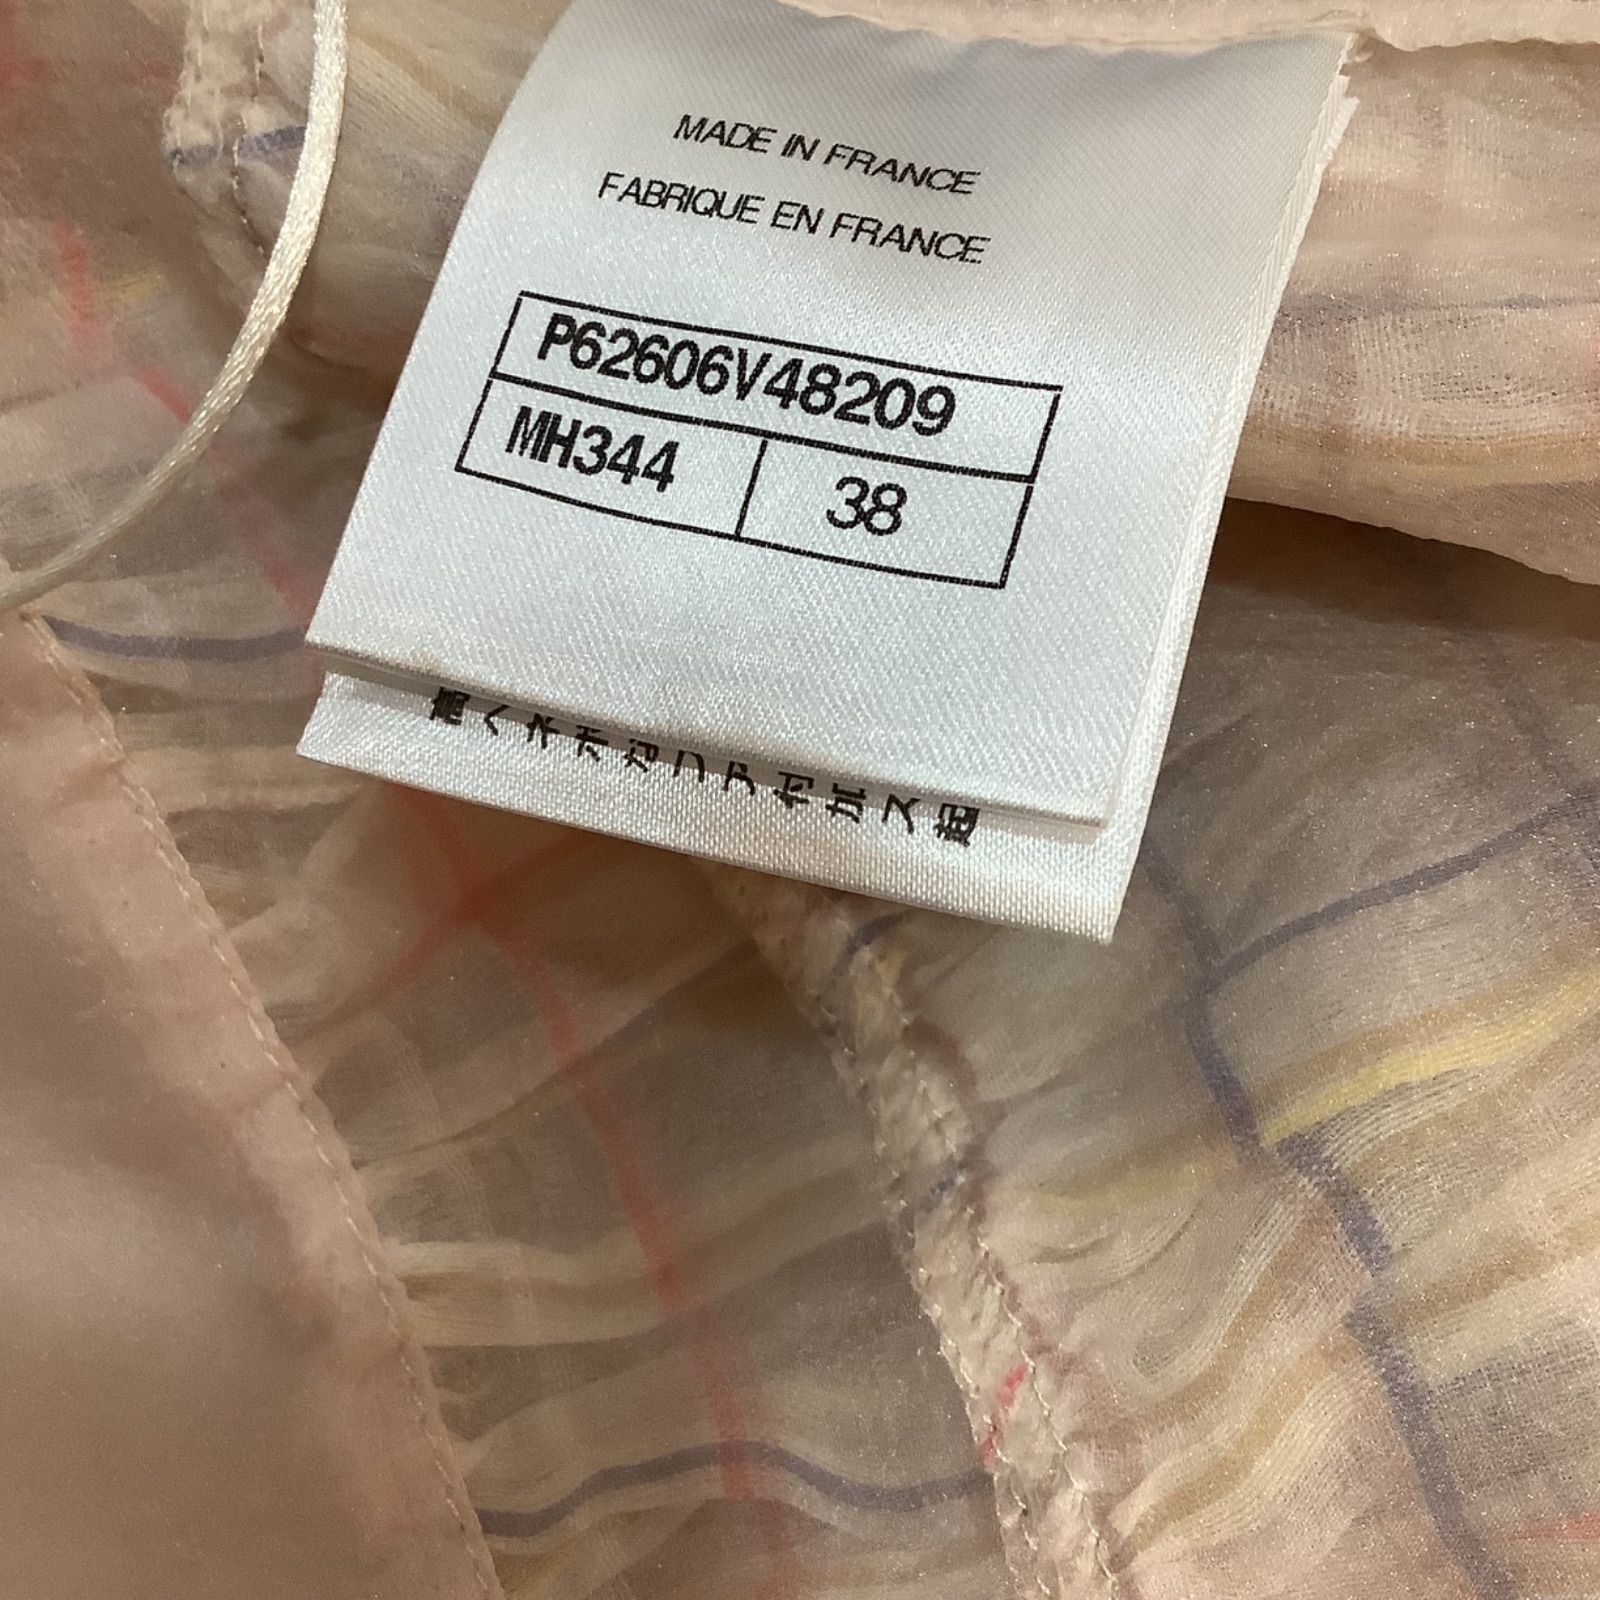 MADE IN FRANCE
FABRIQUE EN FRANCE
P62606V48209
MH344 38